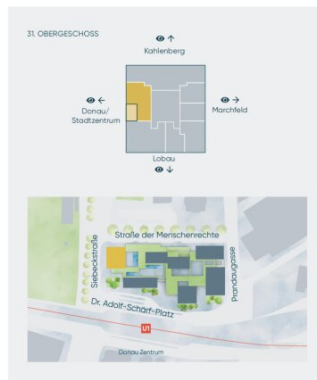 31. OBERGESCHOSS
Kahlenberg
Donau/
Stadtzentrum
Marchfeld
Lobau
Straße der Menschenrechte
Siebeckstraße
Prandaugasse
Dr. Adolf-Schärf-Platz
U1
Donau Zentrum